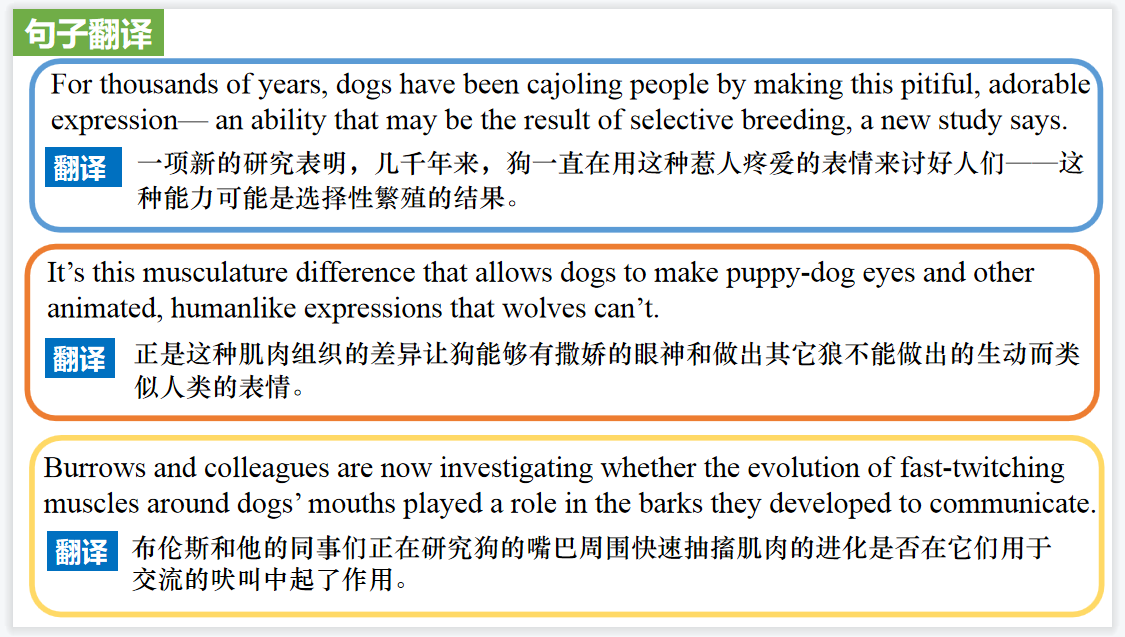 句子翻译
For thousands of years, dogs have been cajoling people by making this pitiful, adorable
expression— an ability that may be the result of selective breeding, a new study says.
翻译 一项新的研究表明，几千年来，狗一直在用这种惹人疼爱的表情来讨好人们——这
种能力可能是选择性繁殖的结果。
It’s this musculature difference that allows dogs to make puppy-dog eyes and other
animated, humanlike expressions that wolves can’t.
翻译 正是这种肌肉组织的差异让狗能够有撒娇的眼神和做出其它狼不能做出的生动而类
似人类的表情。
Burrows and colleagues are now investigating whether the evolution of fast-twitching
muscles around dogs’ mouths played a role in the barks they developed to communicate.
翻译 布伦斯和他的同事们正在研究狗的嘴巴周围快速抽搐肌肉的进化是否在它们用于
交流的吠叫中起了作用。